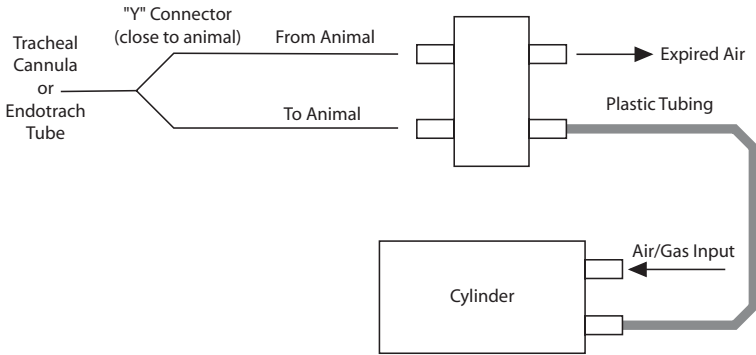 "Y" Connector
(close to animal)
Tracheal
Cannula
or
Endotrach
Tube
From Animal
Expired Air
To Animal
Plastic Tubing
Air/Gas Input
Cylinder